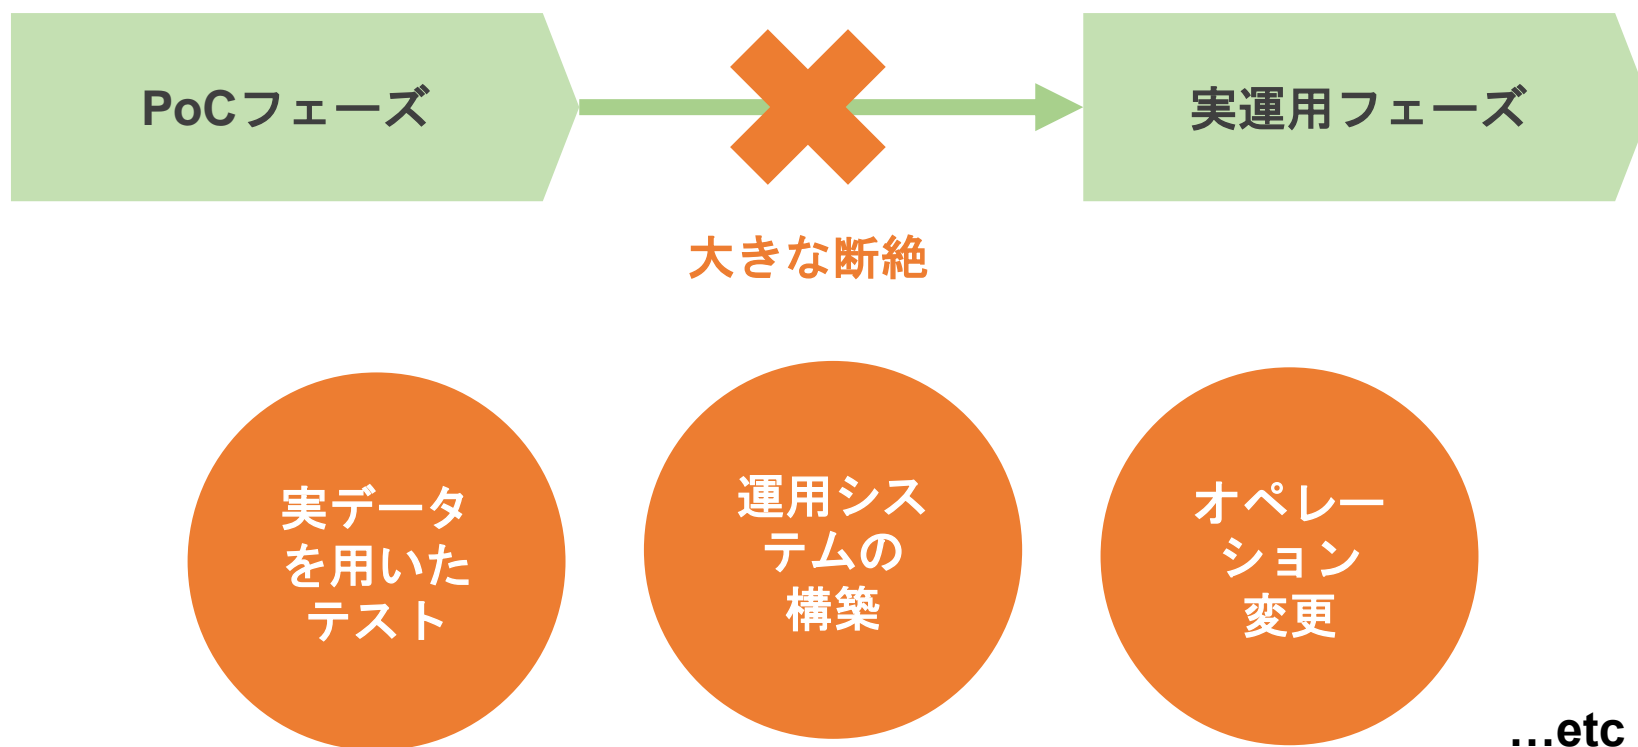 PoCフェーズ
実運用フェーズ
大きな断絶
実データ
を用いた
テスト
運用シス
テムの
構築
オペレー
ション
変更
…etc